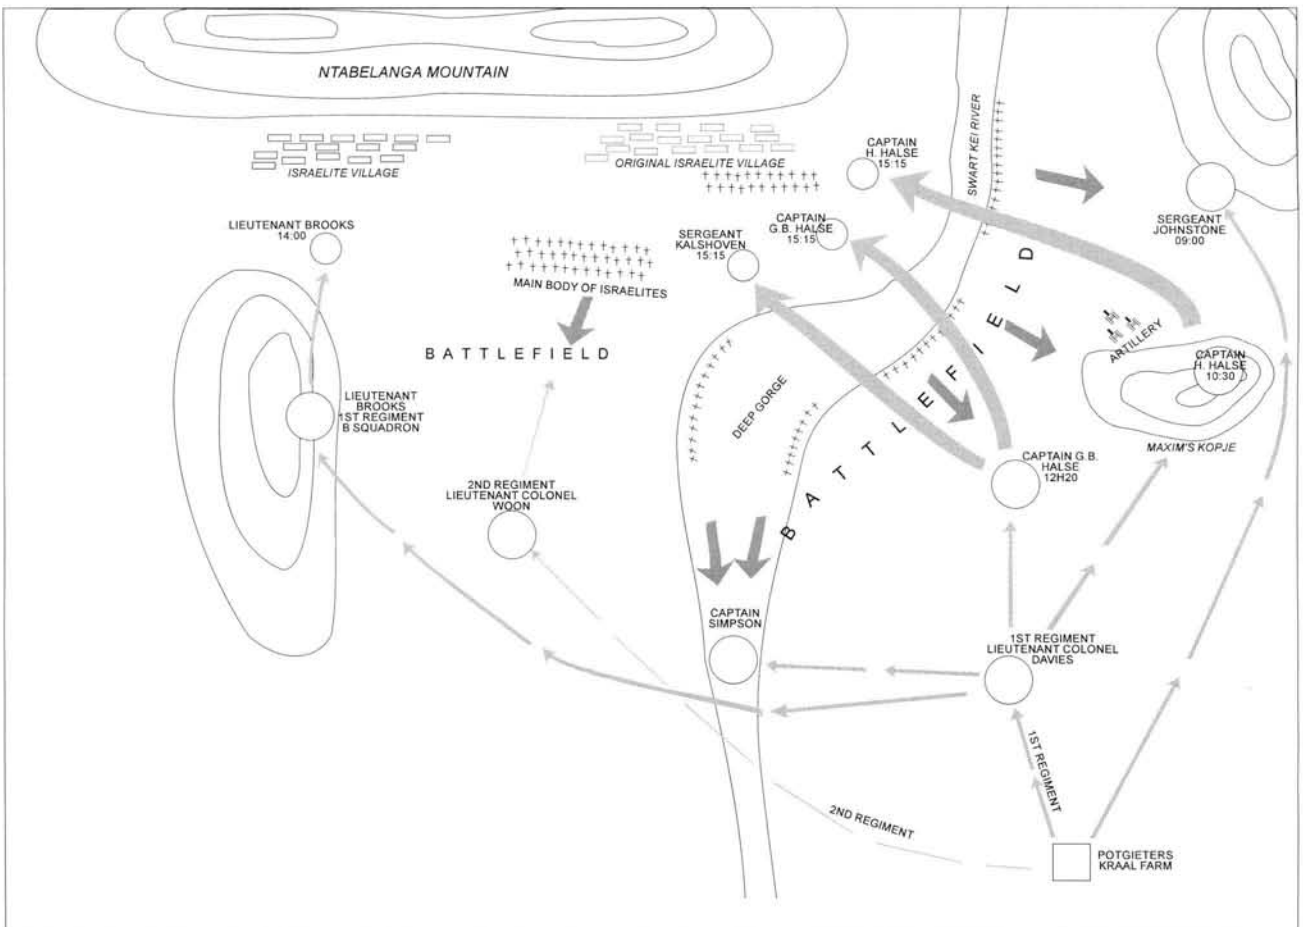 NTABELANGA MOUNTAIN
ISRAELITE VILLAGE
ORIGINAL ISRAELITE VILLAGE
CAPTAIN
H. HALSE
15:15
SWART KEI RIVER
SERGEANT
JOHNSTONE
09:00
LIEUTENANT BROOKS
14:00
SERGEANT
KALSHOVEN
15:15
CAPTAIN
G.B. HALSE
15:15
MAIN BODY OF ISRAELITES
BATTLEFIELD
BATTLEFIELD
ARTILLERY
CAPTAIN
H. HALSE
10:30
MAXIM'S KOPJE
DEEP GORGE
LIEUTENANT
BROOKS
1ST REGIMENT
B SQUADRON
2ND REGIMENT
LIEUTENANT COLONEL
WOON
CAPTAIN G.B.
HALSE
12H20
CAPTAIN
SIMPSON
1ST REGIMENT
LIEUTENANT COLONEL
DAVIES
1ST REGIMENT
2ND REGIMENT
POTGIETERS
KRAAL FARM